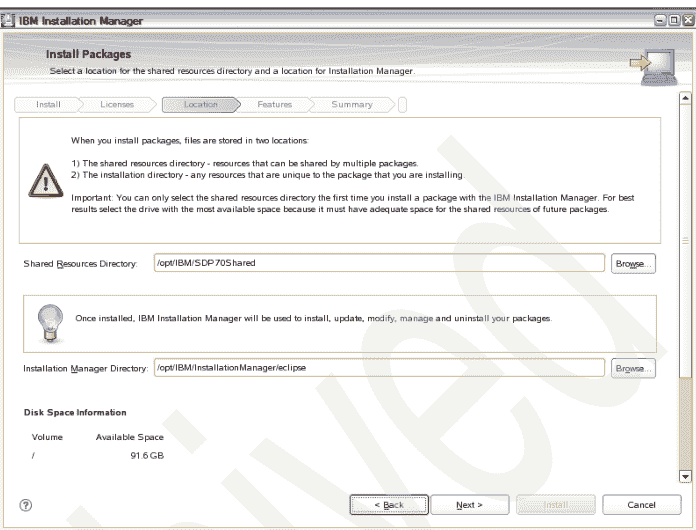 IBM Installation Manager
Install Packages
Select a location for the shared resources directory and a location for Installation Manager.
Install Licenses Location Features Summary
When you install packages, files are stored in two locations:
1) The shared resources directory - resources that can be shared by multiple packages.
2) The installation directory - any resources that are unique to the package that you are installing.
Important: You can only select the shared resources directory the first time you install a package with the IBM Installation Manager. For best
results select the drive with the most available space because it must have adequate space for the shared resources of future packages.
Shared Resources Directory: /opt/IBM/SDP70Shared Browse...
Once installed, IBM Installation Manager will be used to install, update, modify, manage and uninstall your packages.
Installation Manager Directory: /opt/IBM/InstallationManager/eclipse Browse...
Disk Space Information
Volume Available Space
/ 91.6 GB
? < Back Next > Install Cancel